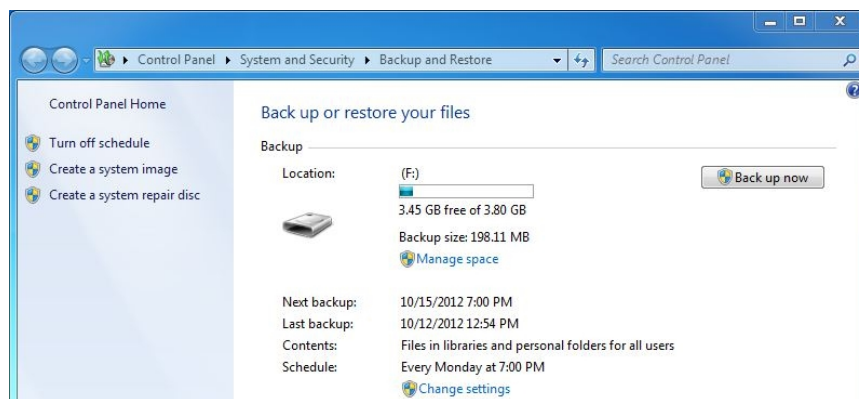 Control Panel ▸ System and Security ▸ Backup and Restore
Search Control Panel
Control Panel Home
Turn off schedule
Create a system image
Create a system repair disc
Back up or restore your files
Backup
Location: (F:)
Back up now
3.45 GB free of 3.80 GB
Backup size: 198.11 MB
Manage space
Next backup: 10/15/2012 7:00 PM
Last backup: 10/12/2012 12:54 PM
Contents: Files in libraries and personal folders for all users
Schedule: Every Monday at 7:00 PM
Change settings